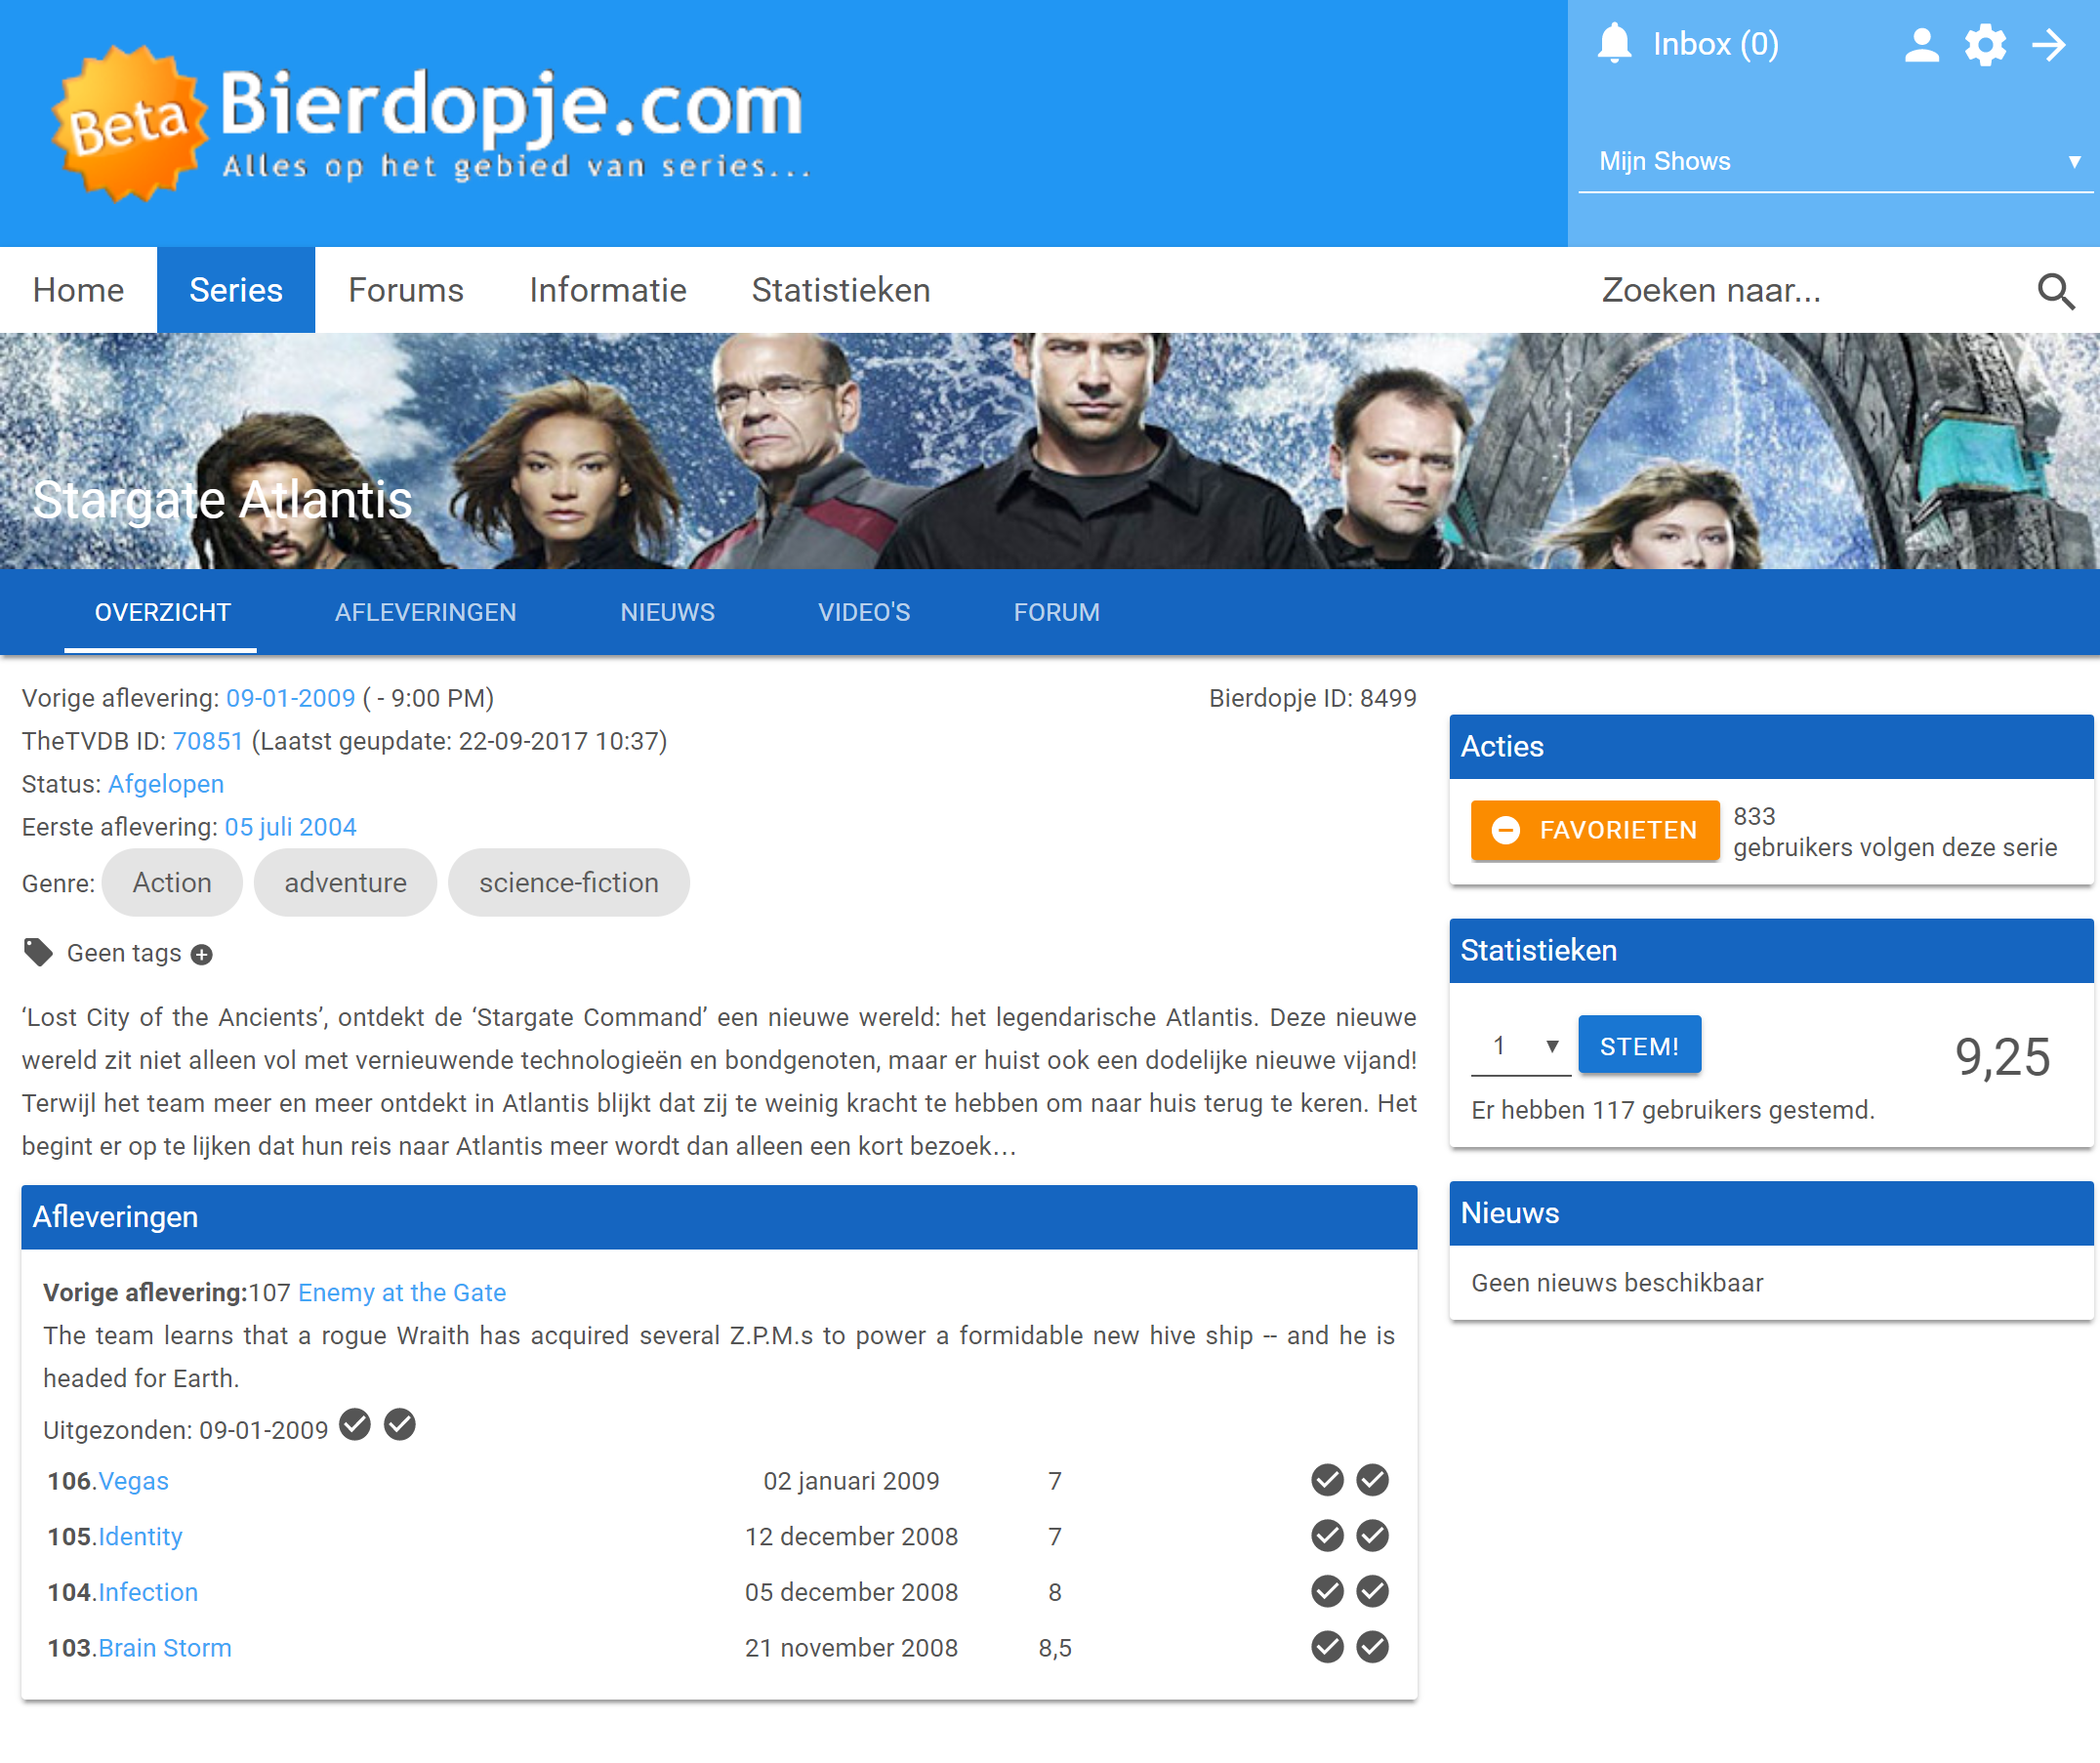 Beta
Bierdopje.com
Alles op het gebied van series...
Inbox (0)
Mijn Shows
Home Series Forums Informatie Statistieken
Zoeken naar...
Stargate Atlantis
OVERZICHT AFLEVERINGEN NIEUWS VIDEO'S FORUM
Vorige aflevering: 09-01-2009 ( - 9:00 PM)
Bierdopje ID: 8499
TheTVDB ID: 70851 (Laatst geupdate: 22-09-2017 10:37)
Status: Afgelopen
Eerste aflevering: 05 juli 2004
Genre: Action adventure science-fiction
Geen tags
‘Lost City of the Ancients’, ontdekt de ‘Stargate Command’ een nieuwe wereld: het legendarische Atlantis. Deze nieuwe
wereld zit niet alleen vol met vernieuwende technologieën en bondgenoten, maar er huist ook een dodelijke nieuwe vijand!
Terwijl het team meer en meer ontdekt in Atlantis blijkt dat zij te weinig kracht te hebben om naar huis terug te keren. Het
begint er op te lijken dat hun reis naar Atlantis meer wordt dan alleen een kort bezoek…
Afleveringen
Vorige aflevering:107 Enemy at the Gate
The team learns that a rogue Wraith has acquired several Z.P.M.s to power a formidable new hive ship -- and he is
headed for Earth.
Uitgezonden: 09-01-2009
106.Vegas 02 januari 2009 7
105.Identity 12 december 2008 7
104.Infection 05 december 2008 8
103.Brain Storm 21 november 2008 8,5
Acties
FAVORIETEN
833
gebruikers volgen deze serie
Statistieken
1 STEM! 9,25
Er hebben 117 gebruikers gestemd.
Nieuws
Geen nieuws beschikbaar